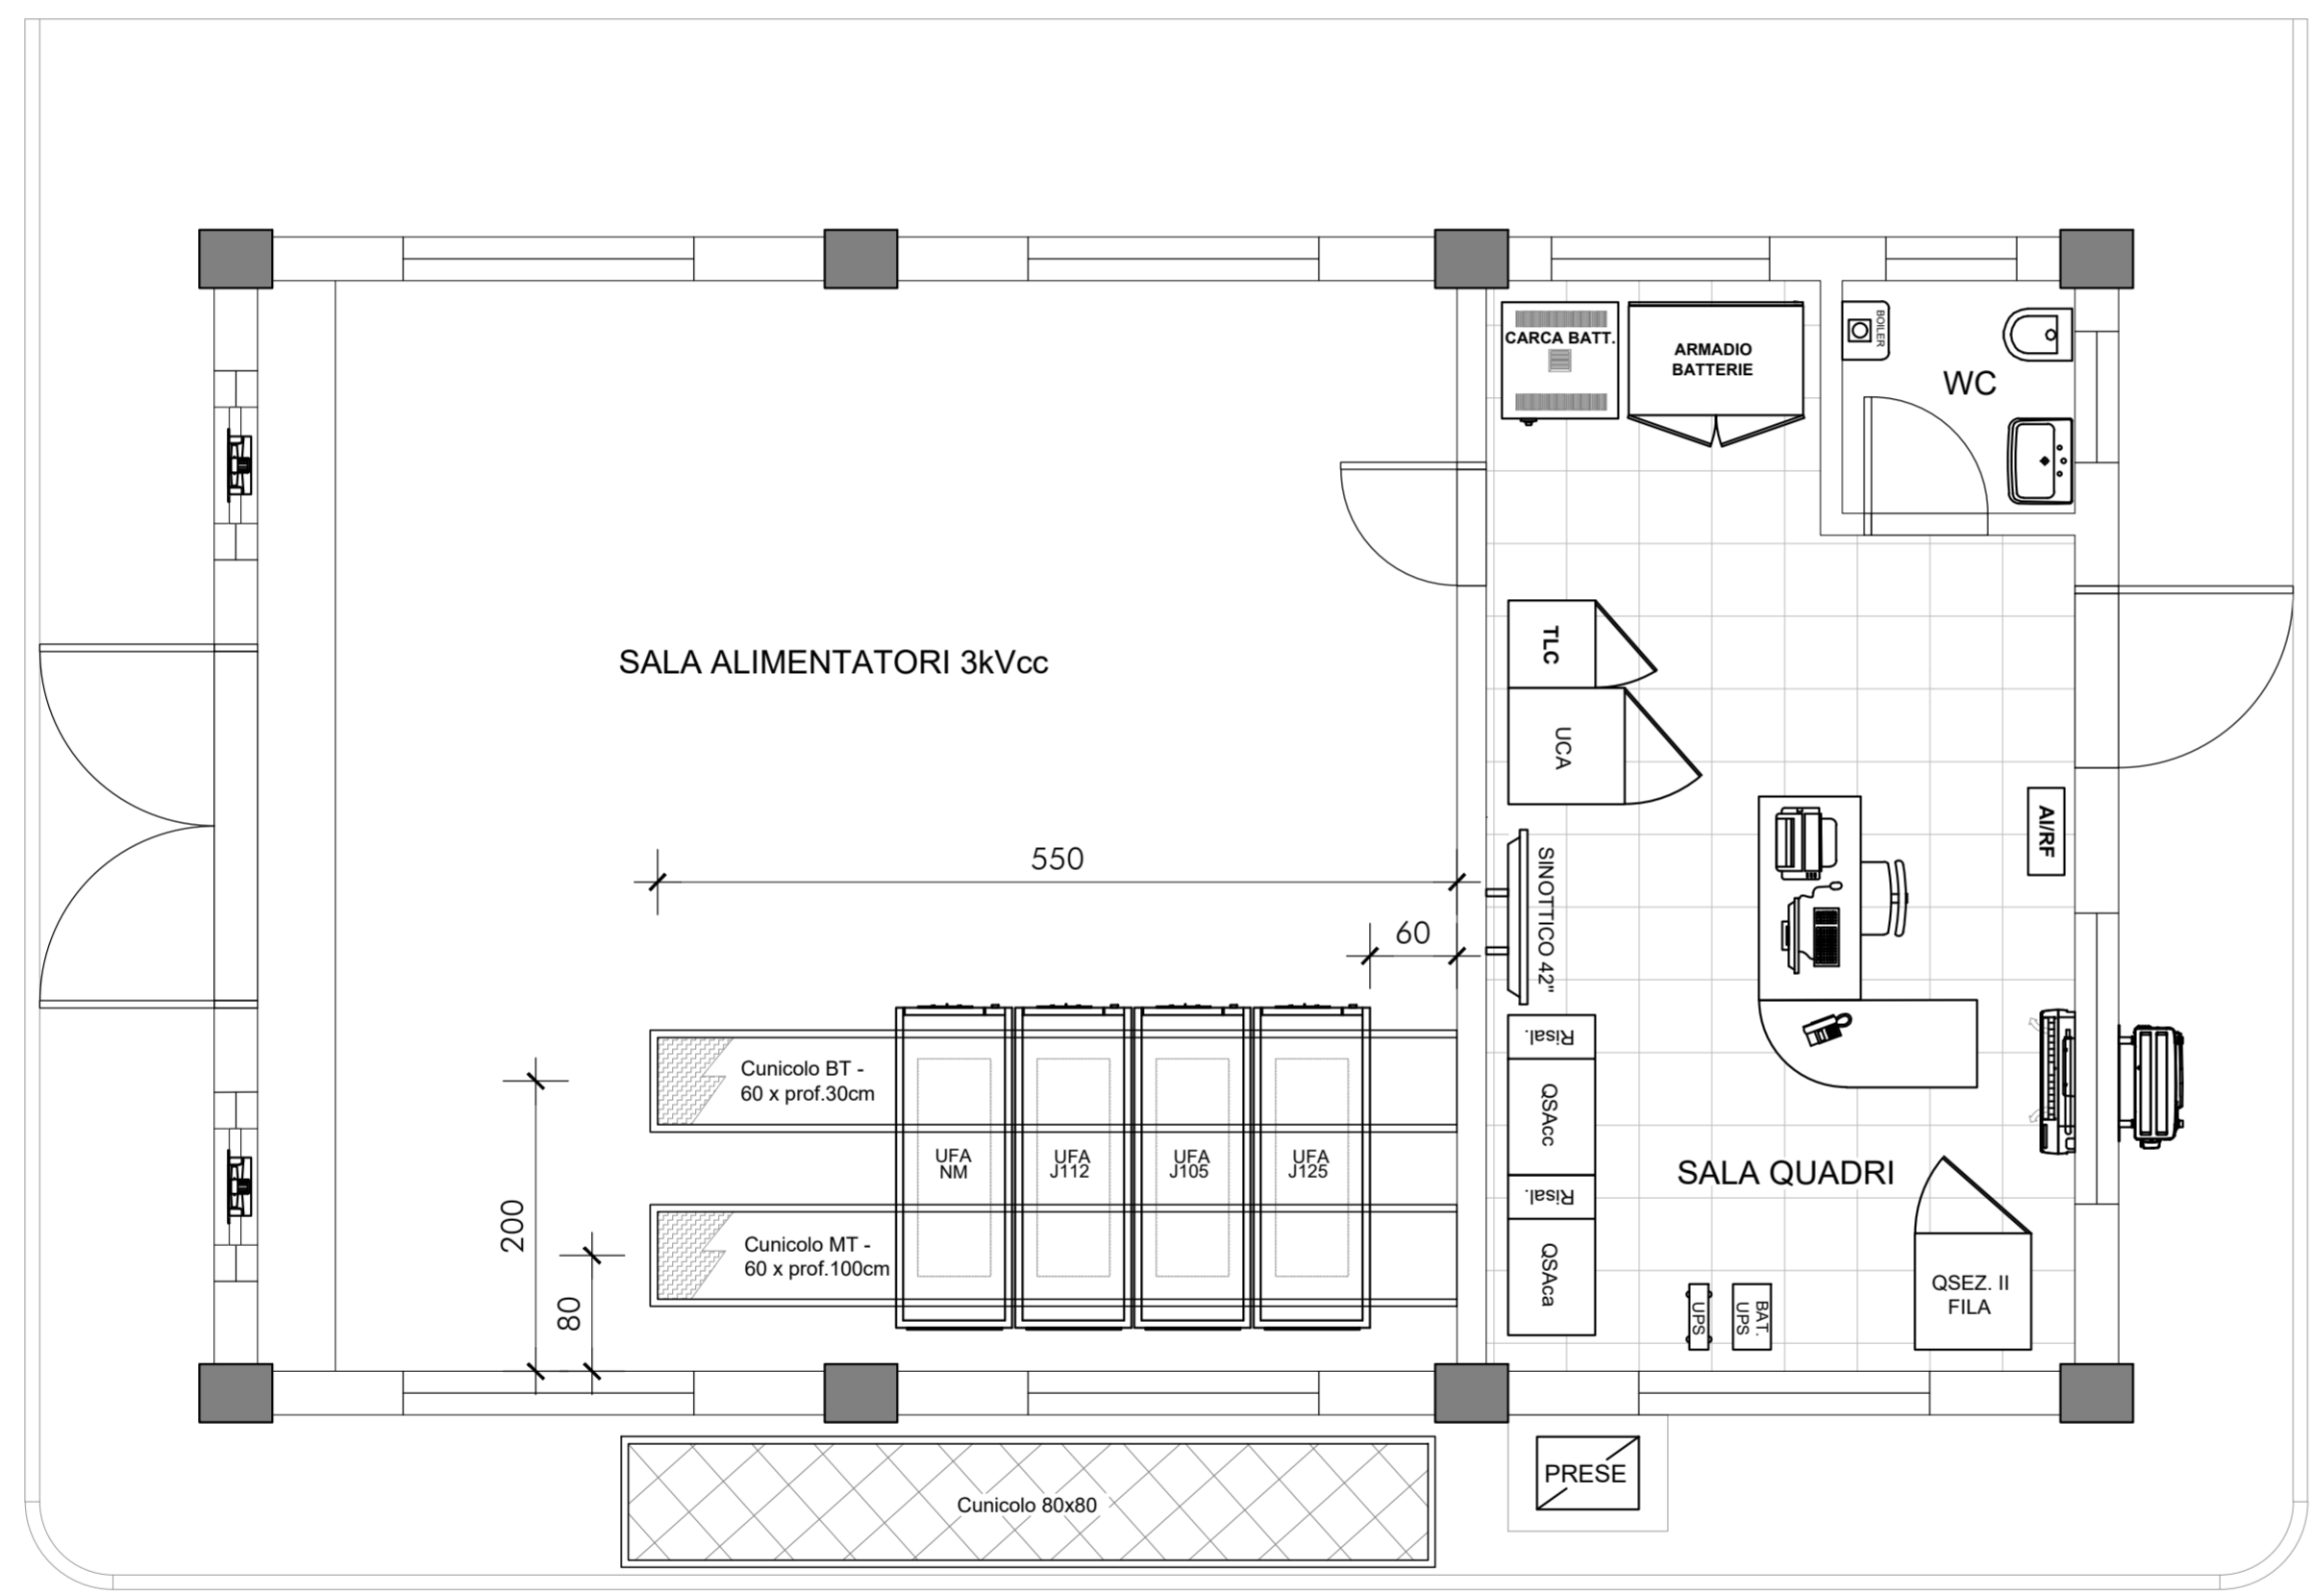 CARCA BATT.
ARMADIO
BATTERIE
BOILER
WC
SALA ALIMENTATORI 3kVcc
TLC
UCA
AI/RF
550
SINOTTICO 42"
60
Risal.
Cunicolo BT -
60 x prof.30cm
QSAcc
UFA
NM
UFA
J112
UFA
J105
UFA
J125
SALA QUADRI
Risal.
200
Cunicolo MT -
60 x prof.100cm
QSAca
QSEZ. II
FILA
80
UPS
BAT.
UPS
PRESE
Cunicolo 80x80